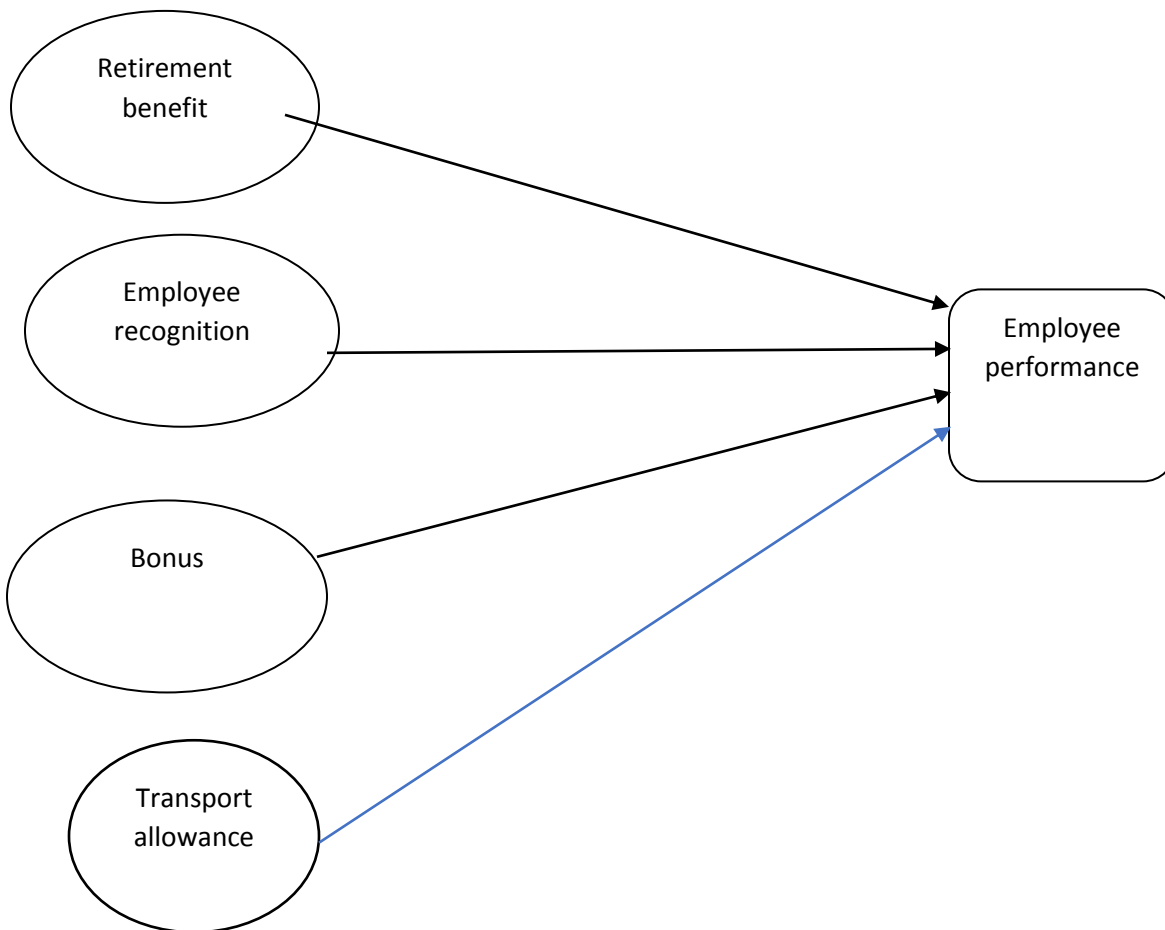 Retirement
benefit
Employee
recognition
Employee
performance
Bonus
Transport
allowance